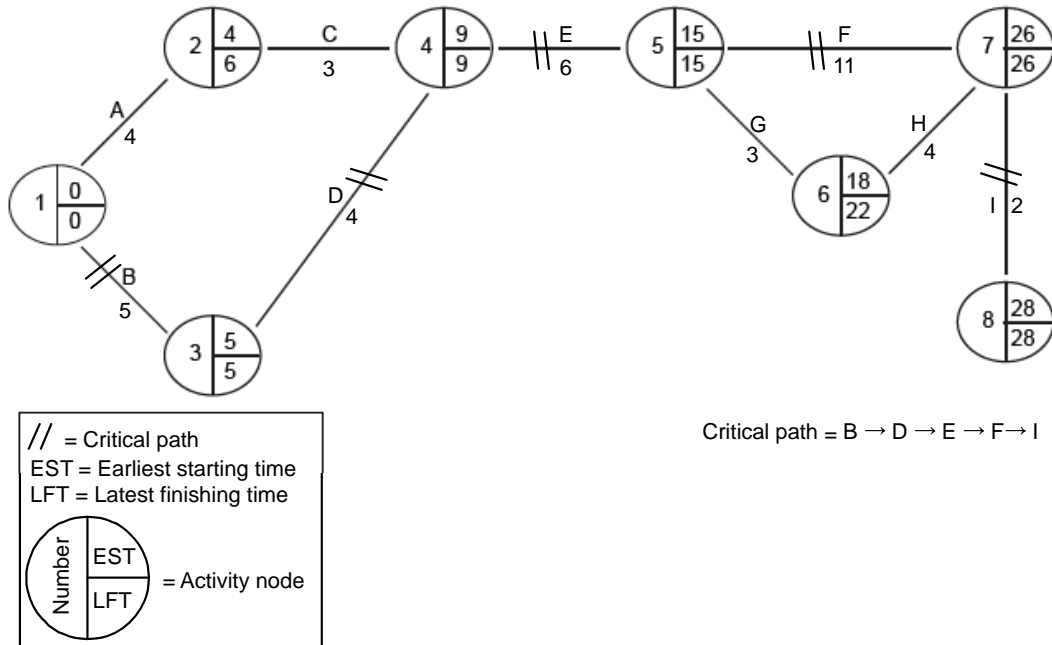 2
4
6
C
3
4
9
9
E
6
5
15
15
F
11
7
26
26
A
4
G
3
H
4
1
0
0
D
4
6
18
22
I 2
B
5
3
5
5
8
28
28
// = Critical path
EST = Earliest starting time
LFT = Latest finishing time
Number
EST
LFT
= Activity node
Critical path = B → D → E → F → I